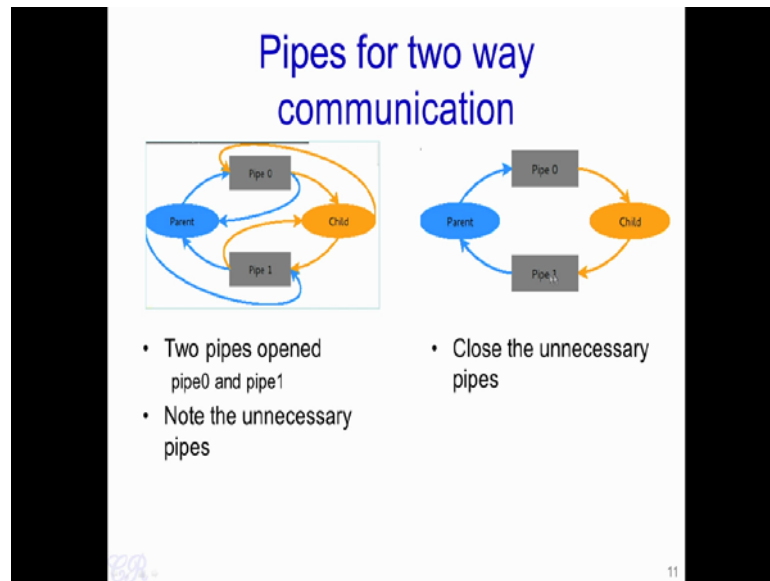 Pipes for two way
communication
Pipe 0
Parent
Child
Pipe 1
Pipe 0
Parent
Child
Pipe 1
• Two pipes opened
pipe0 and pipe1
• Note the unnecessary
pipes
• Close the unnecessary
pipes
11